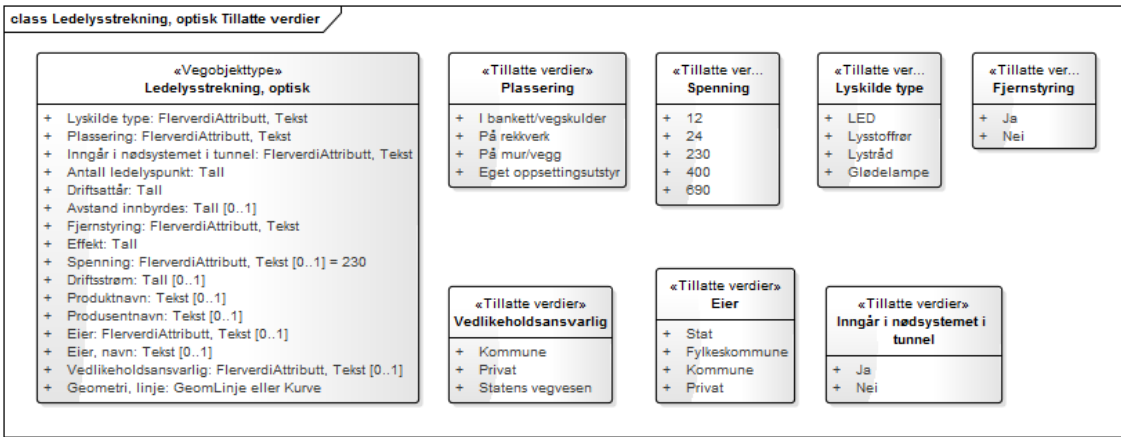 class Ledelysstrekning, optisk Tillatte verdier
«Vegobjekttype»
Ledelysstrekning, optisk
+ Lyskilde type: FlerverdiAttributt, Tekst
+ Plassering: FlerverdiAttributt, Tekst
+ Inngår i nødsystemet i tunnel: FlerverdiAttributt, Tekst
+ Antall ledelyspunkt: Tall
+ Driftsattår: Tall
+ Avstand innbyrdes: Tall [0..1]
+ Fjernstyring: FlerverdiAttributt, Tekst
+ Effekt: Tall
+ Spenning: FlerverdiAttributt, Tekst [0..1] = 230
+ Driftsstrøm: Tall [0..1]
+ Produktnavn: Tekst [0..1]
+ Produsentnavn: Tekst [0..1]
+ Eier: FlerverdiAttributt, Tekst [0..1]
+ Eier, navn: Tekst [0..1]
+ Vedlikeholdsansvarlig: FlerverdiAttributt, Tekst [0..1]
+ Geometri, linje: GeomLinje eller Kurve
«Tillatte verdier»
Plassering
+ I bankett/vegskulder
+ På rekkverk
+ På mur/vegg
+ Eget oppsettingsutstyr
«Tillatte ver...
Spenning
+ 12
+ 24
+ 230
+ 400
+ 690
«Tillatte ver...
Lyskilde type
+ LED
+ Lysstoffrør
+ Lystråd
+ Glødelampe
«Tillatte ver...
Fjernstyring
+ Ja
+ Nei
«Tillatte verdier»
Vedlikeholdsansvarlig
+ Kommune
+ Privat
+ Statens vegvesen
«Tillatte verdier»
Eier
+ Stat
+ Fylkeskommune
+ Kommune
+ Privat
«Tillatte verdier»
Inngår i nødsystemet i
tunnel
+ Ja
+ Nei